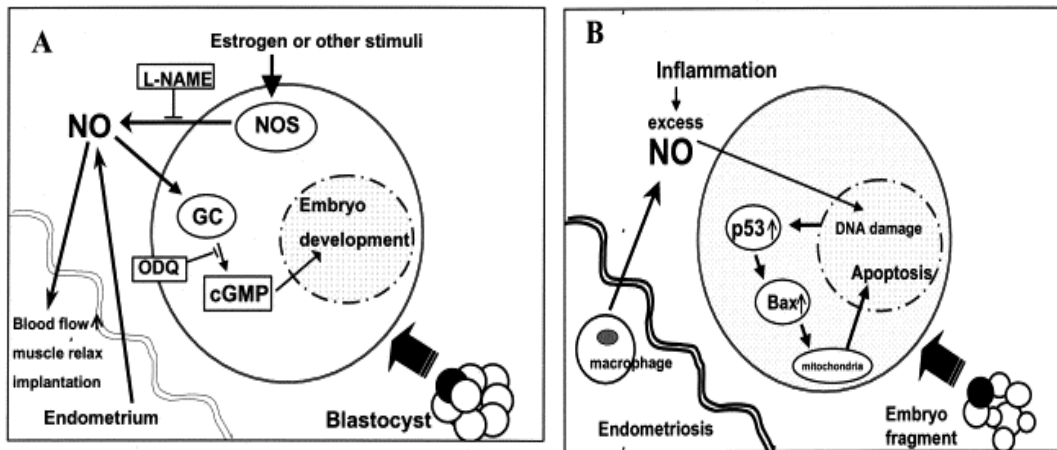 A
Estrogen or other stimuli
L-NAME
NO
NOS
GC
Embryo
development
ODQ
cGMP
Blood flow
muscle relax
implantation
Endometrium
Blastocyst
B
Inflammation
excess
NO
p53
DNA damage
Apoptosis
Bax
mitochondria
macrophage
Endometriosis
Embryo
fragment